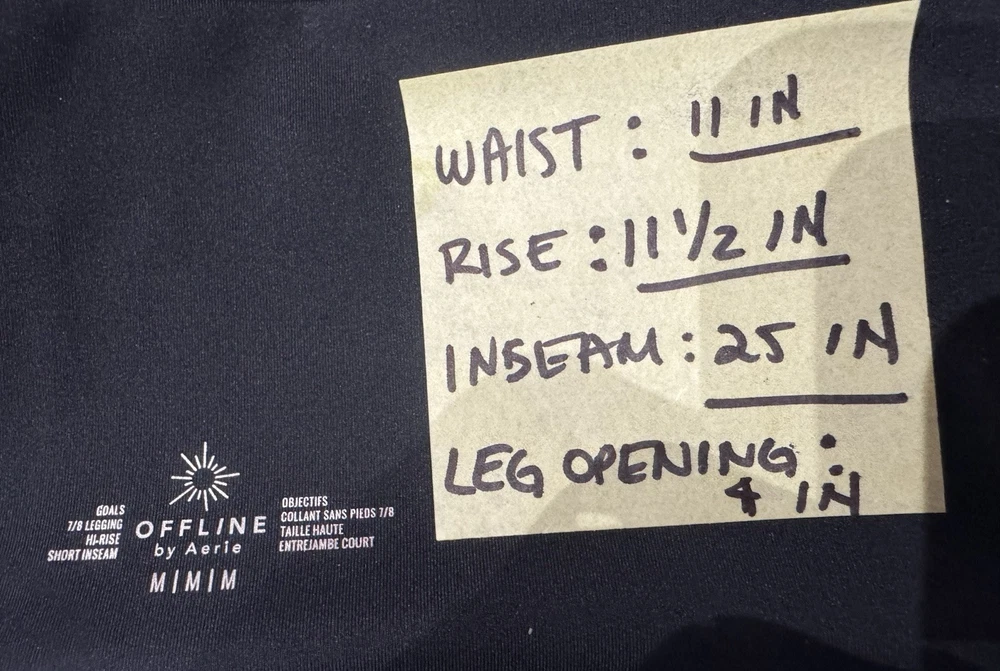 WAIST : 11 IN
RISE : 11 1/2 IN
INSEAM : 25 IN
LEG OPENING :
4 IN
GOALS
7/8 LEGGING
HI-RISE
SHORT INSEAM
OFFLINE
by Aerie
M|M|M
OBJECTIFS
COLLANT SANS PIEDS 7/8
TAILLE HAUTE
ENTREJAMBE COURT